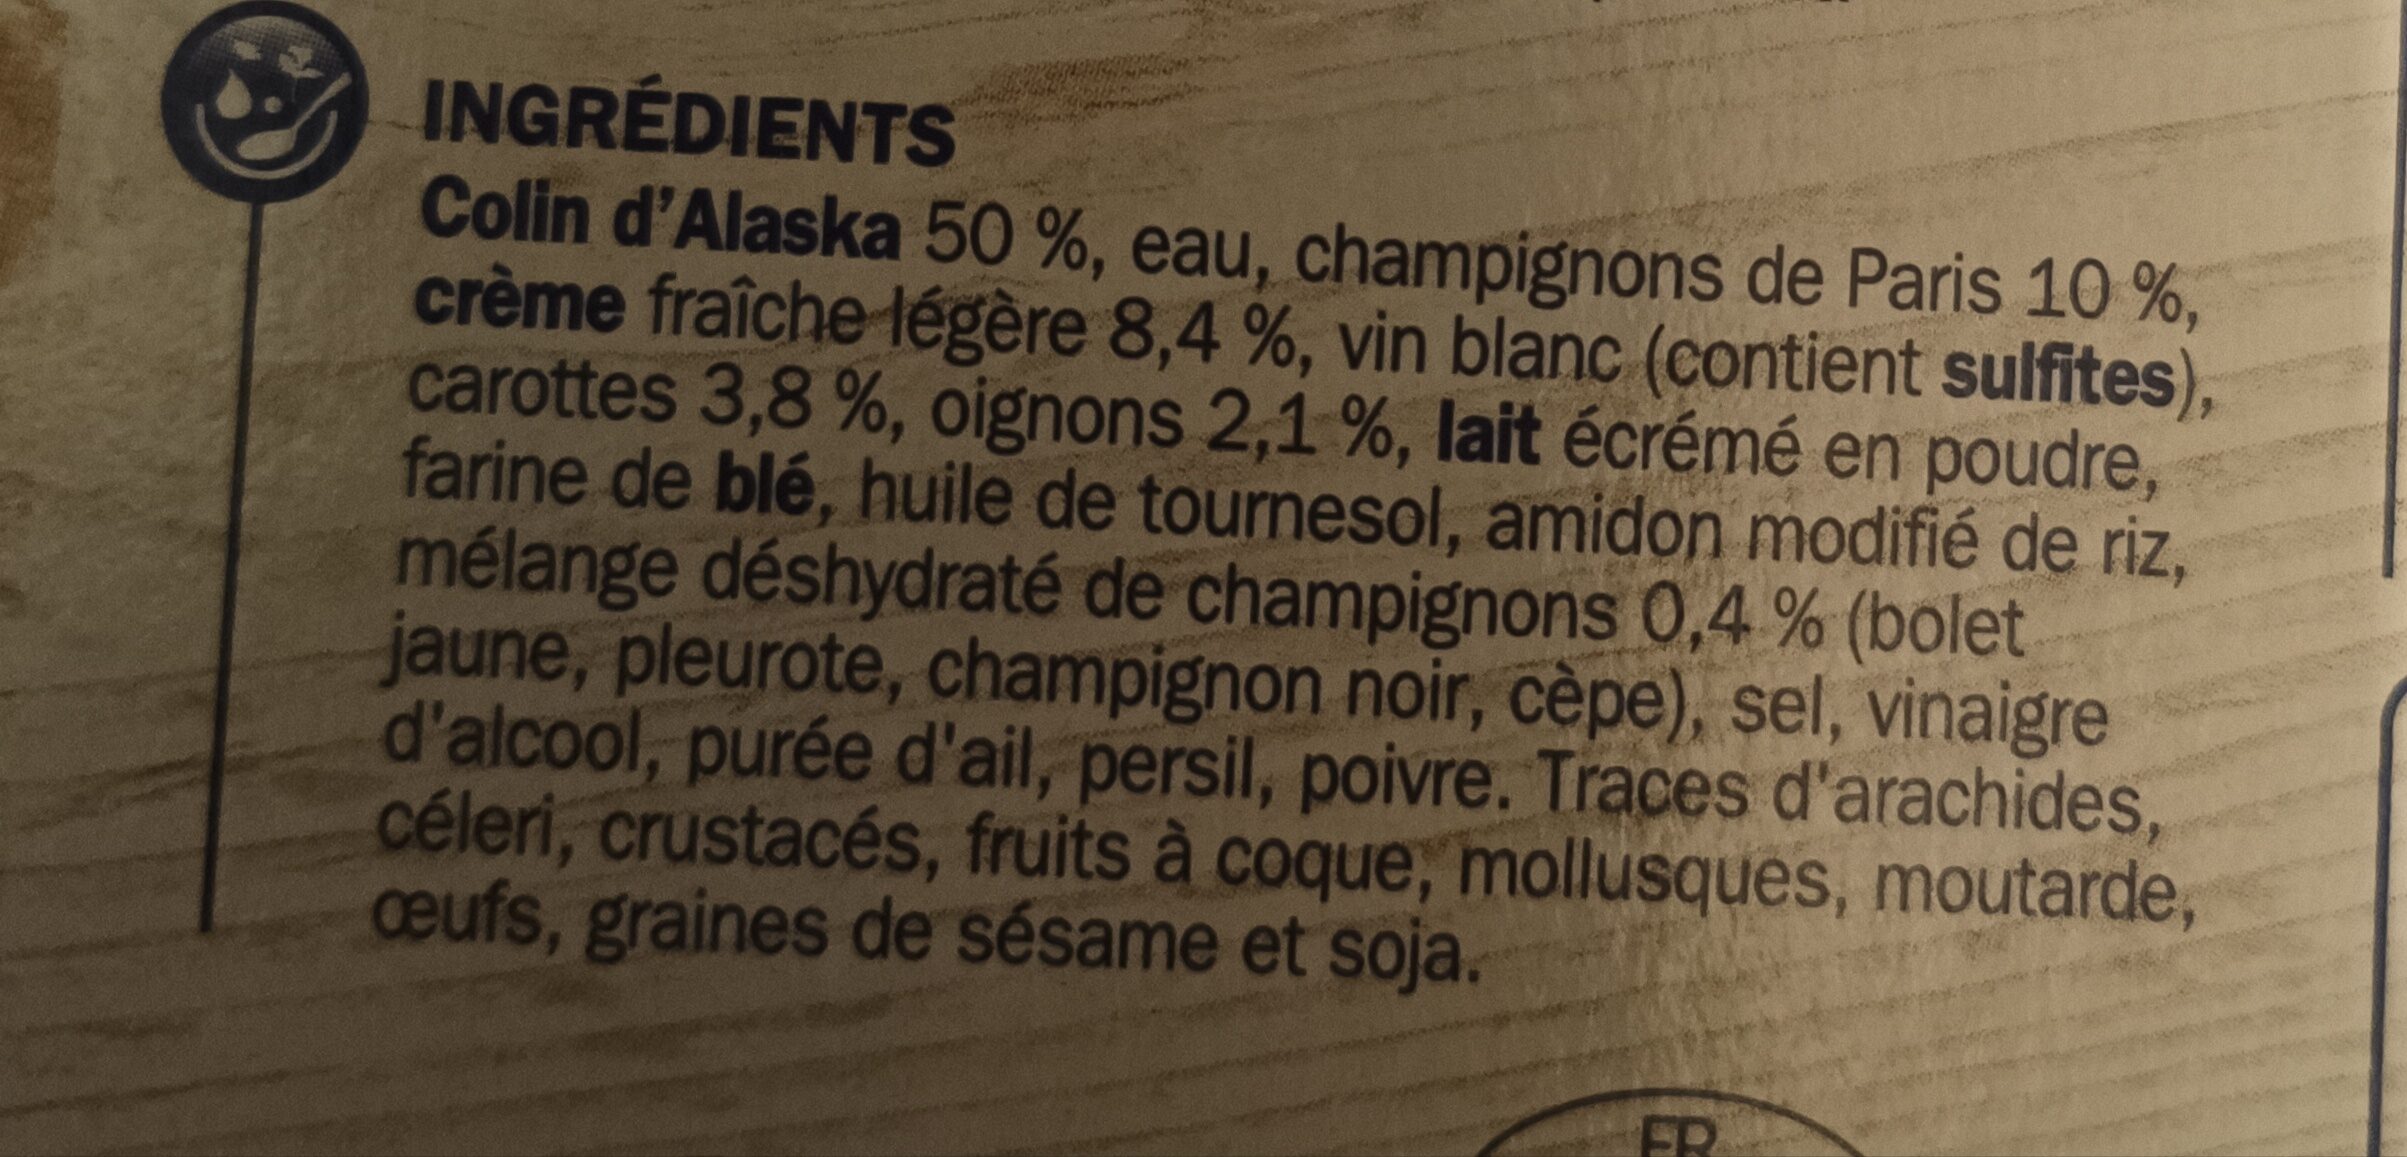 INGRÉDIENTS
Colin d'Alaska 50 %, eau, champignons de Paris 10 %,
crème fraîche légère 8,4 %, vin blanc (contient sulfites),
carottes 3,8 %, oignons 2,1 %, lait écrémé en poudre,
farine de blé, huile de tournesol, amidon modifié de riz,
mélange déshydraté de champignons 0,4 % (bolet
jaune, pleurote, champignon noir, cèpe), sel, vinaigre
d'alcool, purée d'ail, persil, poivre. Traces d'arachides,
céleri, crustacés, fruits à coque, mollusques, moutarde,
œufs, graines de sésame et soja.
FR